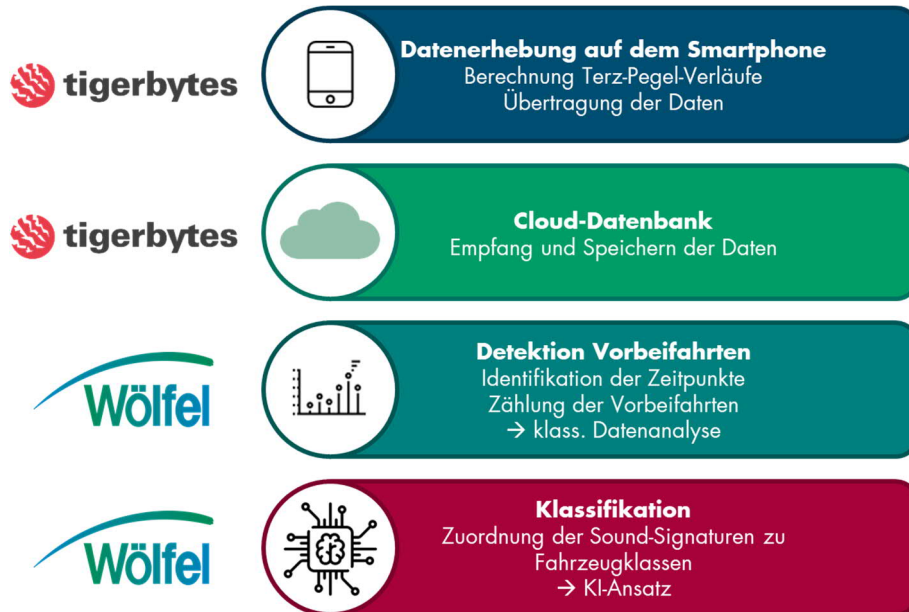 tigerbytes
Datenerhebung auf dem Smartphone
Berechnung Terz-Pegel-Verläufe
Übertragung der Daten
tigerbytes
Cloud-Datenbank
Empfang und Speichern der Daten
Wölfel
Detektion Vorbeifahrten
Identifikation der Zeitpunkte
Zählung der Vorbeifahrten
→ klass. Datenanalyse
Wölfel
Klassifikation
Zuordnung der Sound-Signaturen zu
Fahrzeugklassen
→ KI-Ansatz